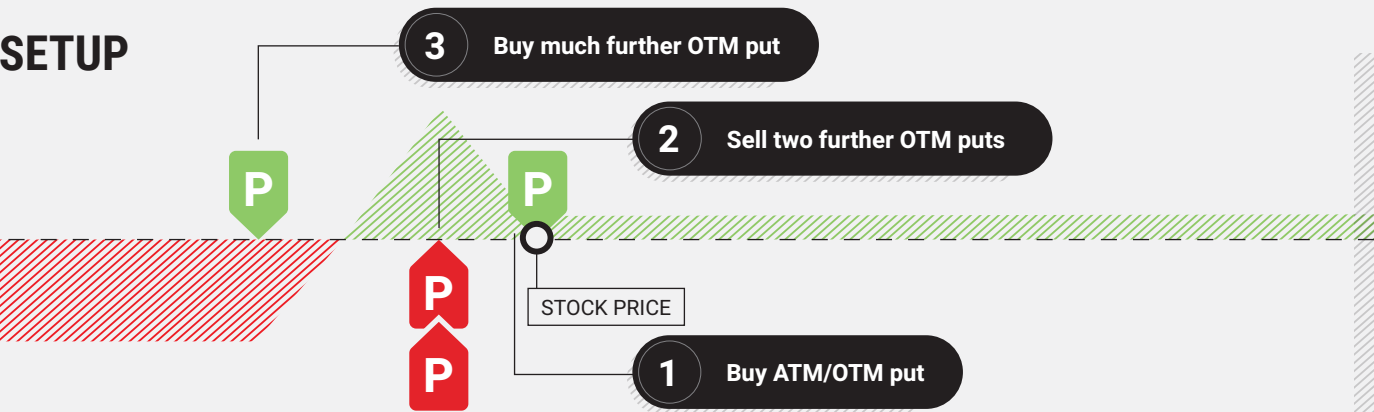 SETUP
3 Buy much further OTM put
2 Sell two further OTM puts
P
P
P
STOCK PRICE
P
1 Buy ATM/OTM put